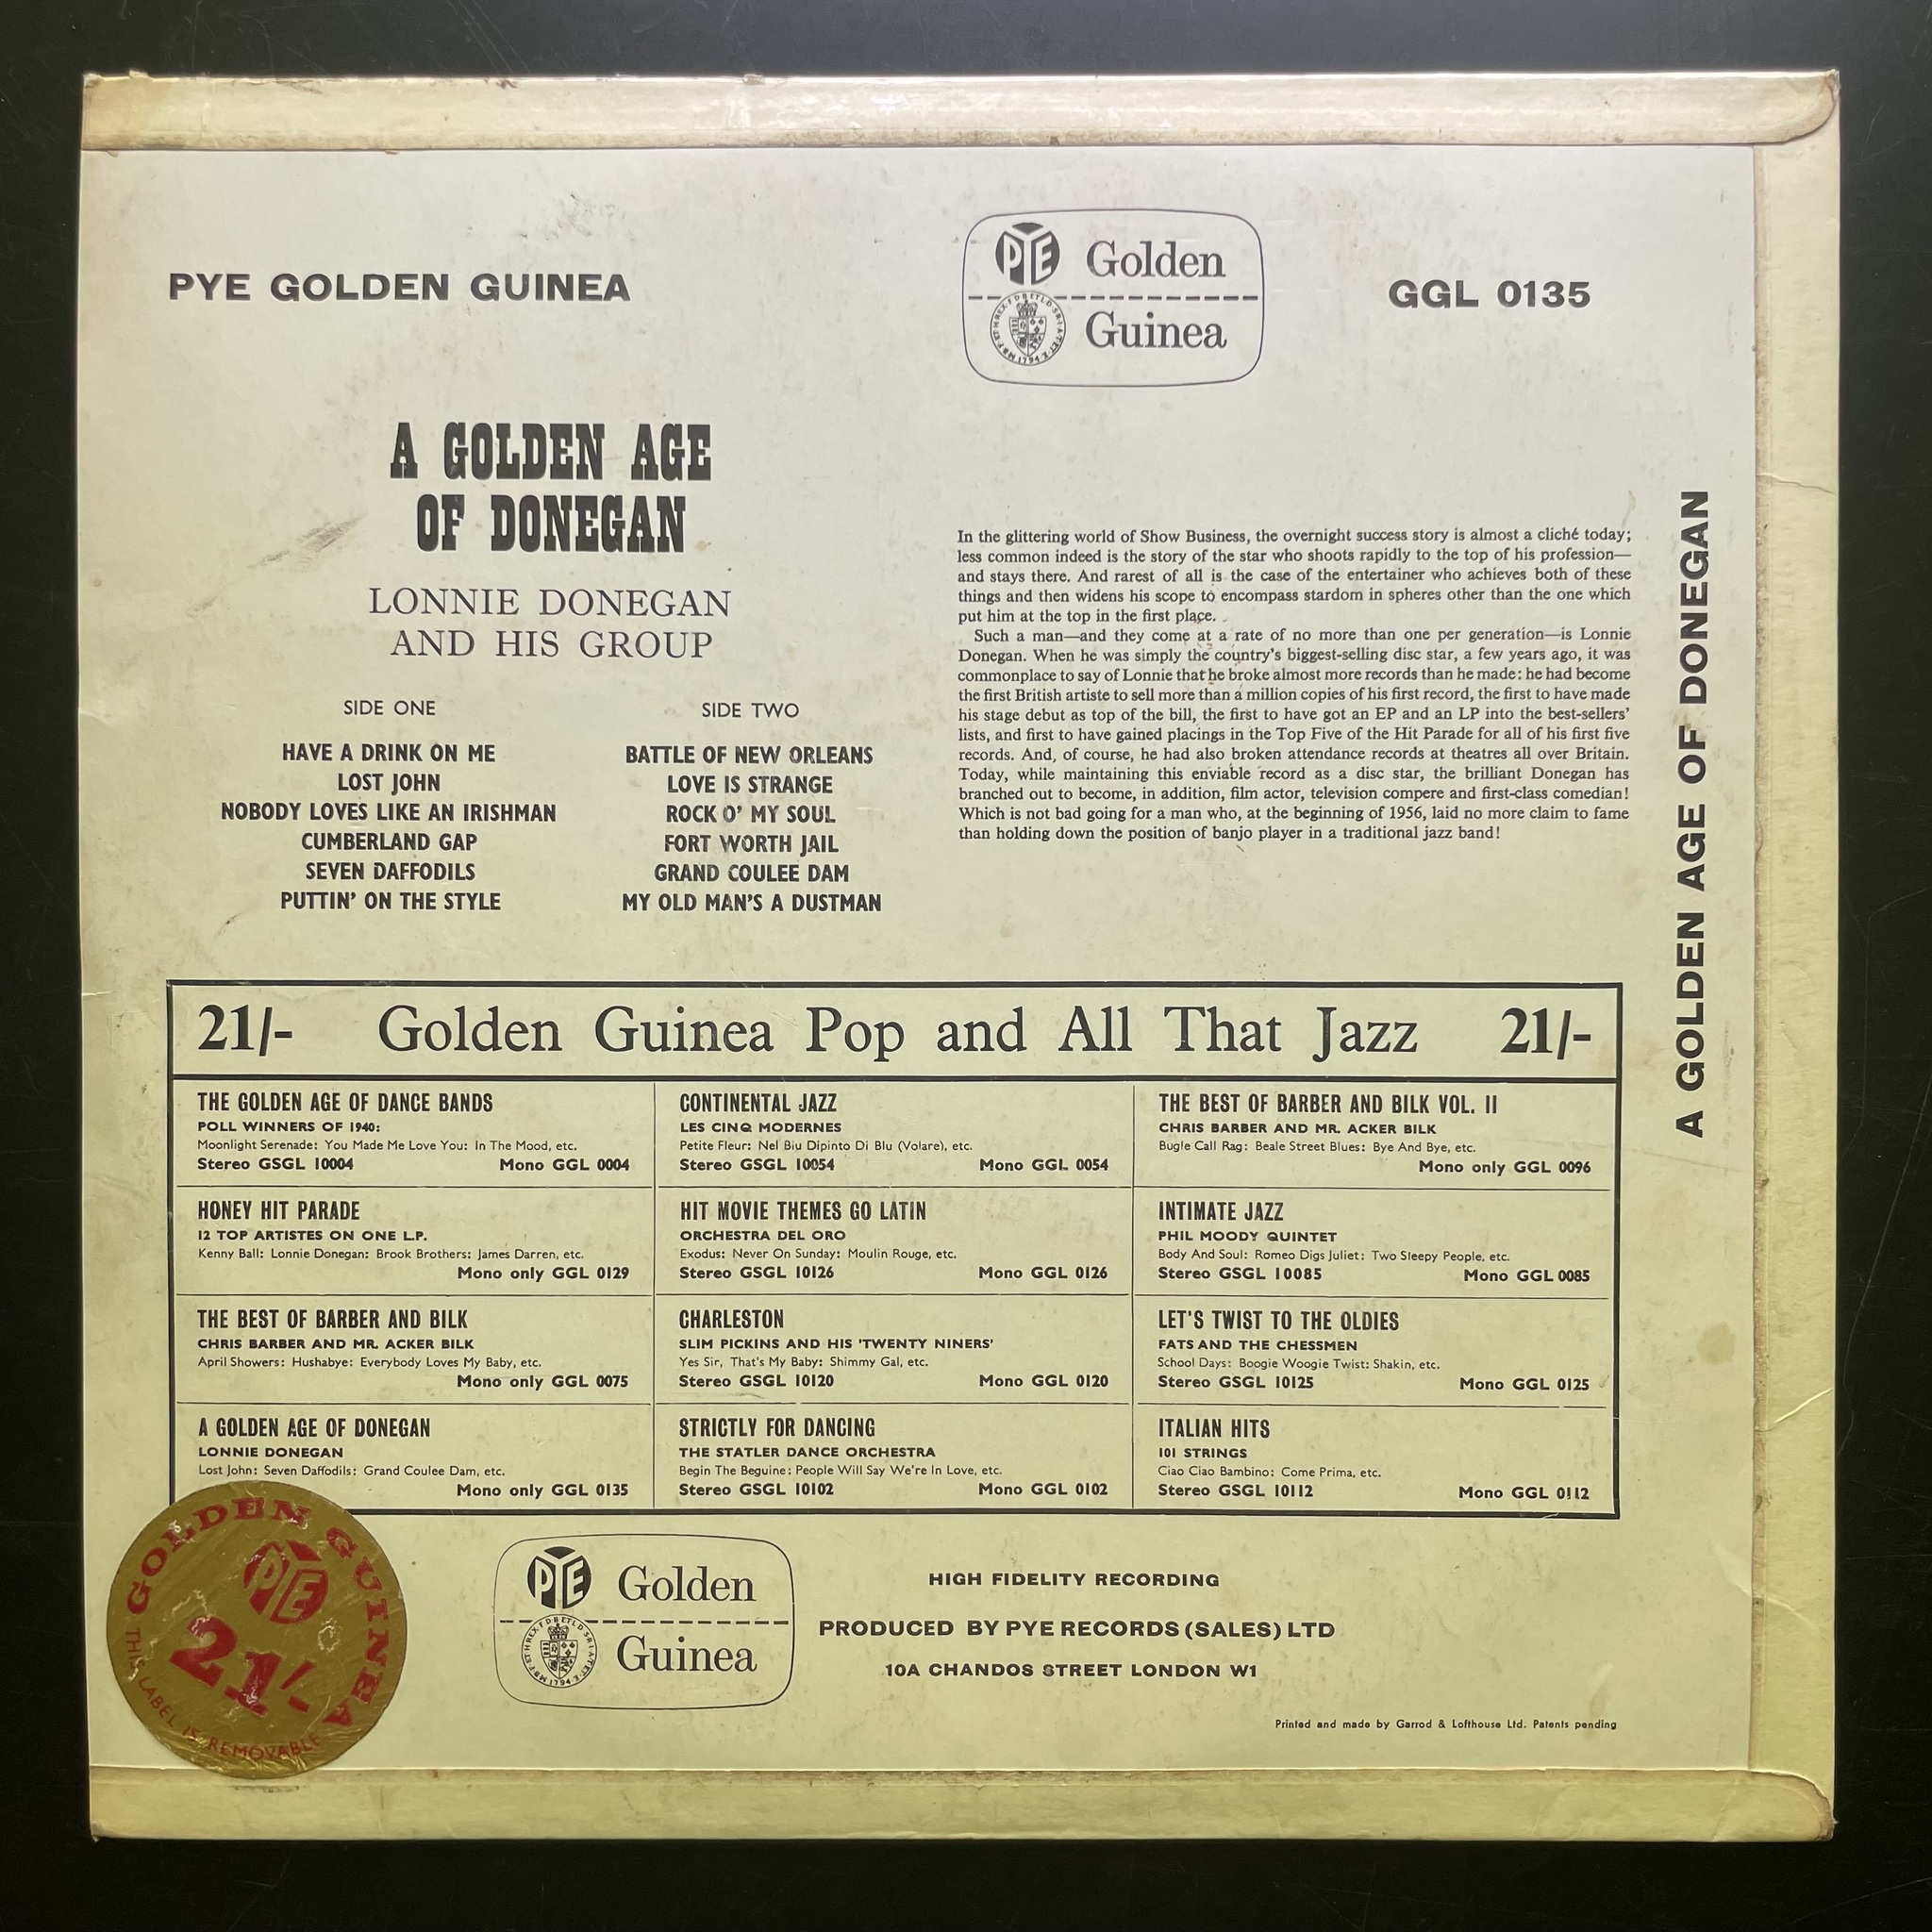 PYE GOLDEN GUINEA
PYE Golden
Guinea
GGL 0135
A GOLDEN AGE
OF DONEGAN
LONNIE DONEGAN
AND HIS GROUP
SIDE ONE
HAVE A DRINK ON ME
LOST JOHN
NOBODY LOVES LIKE AN IRISHMAN
CUMBERLAND GAP
SEVEN DAFFODILS
PUTTIN' ON THE STYLE
SIDE TWO
BATTLE OF NEW ORLEANS
LOVE IS STRANGE
ROCK O' MY SOUL
FORT WORTH JAIL
GRAND COULEE DAM
MY OLD MAN'S A DUSTMAN
In the glittering world of Show Business, the overnight success story is almost a cliché today;
less common indeed is the story of the star who shoots rapidly to the top of his profession—
and stays there. And rarest of all is the case of the entertainer who achieves both of these
things and then widens his scope to encompass stardom in spheres other than the one which
put him at the top in the first place.
Such a man—and they come at a rate of no more than one per generation—is Lonnie
Donegan. When he was simply the country's biggest-selling disc star, a few years ago, it was
commonplace to say of Lonnie that he broke almost more records than he made: he had become
the first British artiste to sell more than a million copies of his first record, the first to have made
his stage debut as top of the bill, the first to have got an EP and an LP into the best-sellers'
lists, and first to have gained placings in the Top Five of the Hit Parade for all of his first five
records. And, of course, he had also broken attendance records at theatres all over Britain.
Today, while maintaining this enviable record as a disc star, the brilliant Donegan has
branched out to become, in addition, film actor, television compere and first-class comedian!
Which is not bad going for a man who, at the beginning of 1956, laid no more claim to fame
than holding down the position of banjo player in a traditional jazz band!
A GOLDEN AGE OF DONEGAN
21/- Golden Guinea Pop and All That Jazz 21/-
THE GOLDEN AGE OF DANCE BANDS
POLL WINNERS OF 1940:
Moonlight Serenade: You Made Me Love You: In The Mood, etc.
Stereo GSGL 10004 Mono GGL 0004
HONEY HIT PARADE
12 TOP ARTISTES ON ONE L.P.
Kenny Ball: Lonnie Donegan: Brook Brothers: James Darren, etc.
Mono only GGL 0129
THE BEST OF BARBER AND BILK
CHRIS BARBER AND MR. ACKER BILK
April Showers: Hushabye: Everybody Loves My Baby, etc.
Mono only GGL 0075
A GOLDEN AGE OF DONEGAN
LONNIE DONEGAN
Lost John: Seven Daffodils: Grand Coulee Dam, etc.
Mono only GGL 0135
CONTINENTAL JAZZ
LES CINQ MODERNES
Petite Fleur: Nel Biu Dipinto Di Blu (Volare), etc.
Stereo GSGL 10054 Mono GGL 0054
HIT MOVIE THEMES GO LATIN
ORCHESTRA DEL ORO
Exodus: Never On Sunday: Moulin Rouge, etc.
Stereo GSGL 10126 Mono GGL 0126
CHARLESTON
SLIM PICKINS AND HIS 'TWENTY NINERS'
Yes Sir, That's My Baby: Shimmy Gal, etc.
Stereo GSGL 10120 Mono GGL 0120
STRICTLY FOR DANCING
THE STATLER DANCE ORCHESTRA
Begin The Beguine: People Will Say We're In Love, etc.
Stereo GSGL 10102 Mono GGL 0102
THE BEST OF BARBER AND BILK VOL. II
CHRIS BARBER AND MR. ACKER BILK
Bugle Call Rag: Beale Street Blues: Bye And Bye, etc.
Mono only GGL 0096
INTIMATE JAZZ
PHIL MOODY QUINTET
Body And Soul: Romeo Digs Juliet: Two Sleepy People, etc.
Stereo GSGL 10085 Mono GGL 0085
LET'S TWIST TO THE OLDIES
FATS AND THE CHESSMEN
School Days: Boogie Woogie Twist: Shakin, etc.
Stereo GSGL 10125 Mono GGL 0125
ITALIAN HITS
101 STRINGS
Ciao Ciao Bambino: Come Prima, etc.
Stereo GSGL 10112 Mono GGL 0112
GOLDEN GUINEA
PYE
21/-
THIS LABEL IS REMOVABLE
PYE Golden
Guinea
HIGH FIDELITY RECORDING
PRODUCED BY PYE RECORDS (SALES) LTD
10A CHANDOS STREET LONDON W1
Printed and made by Garrod & Lofthouse Ltd. Patents pending